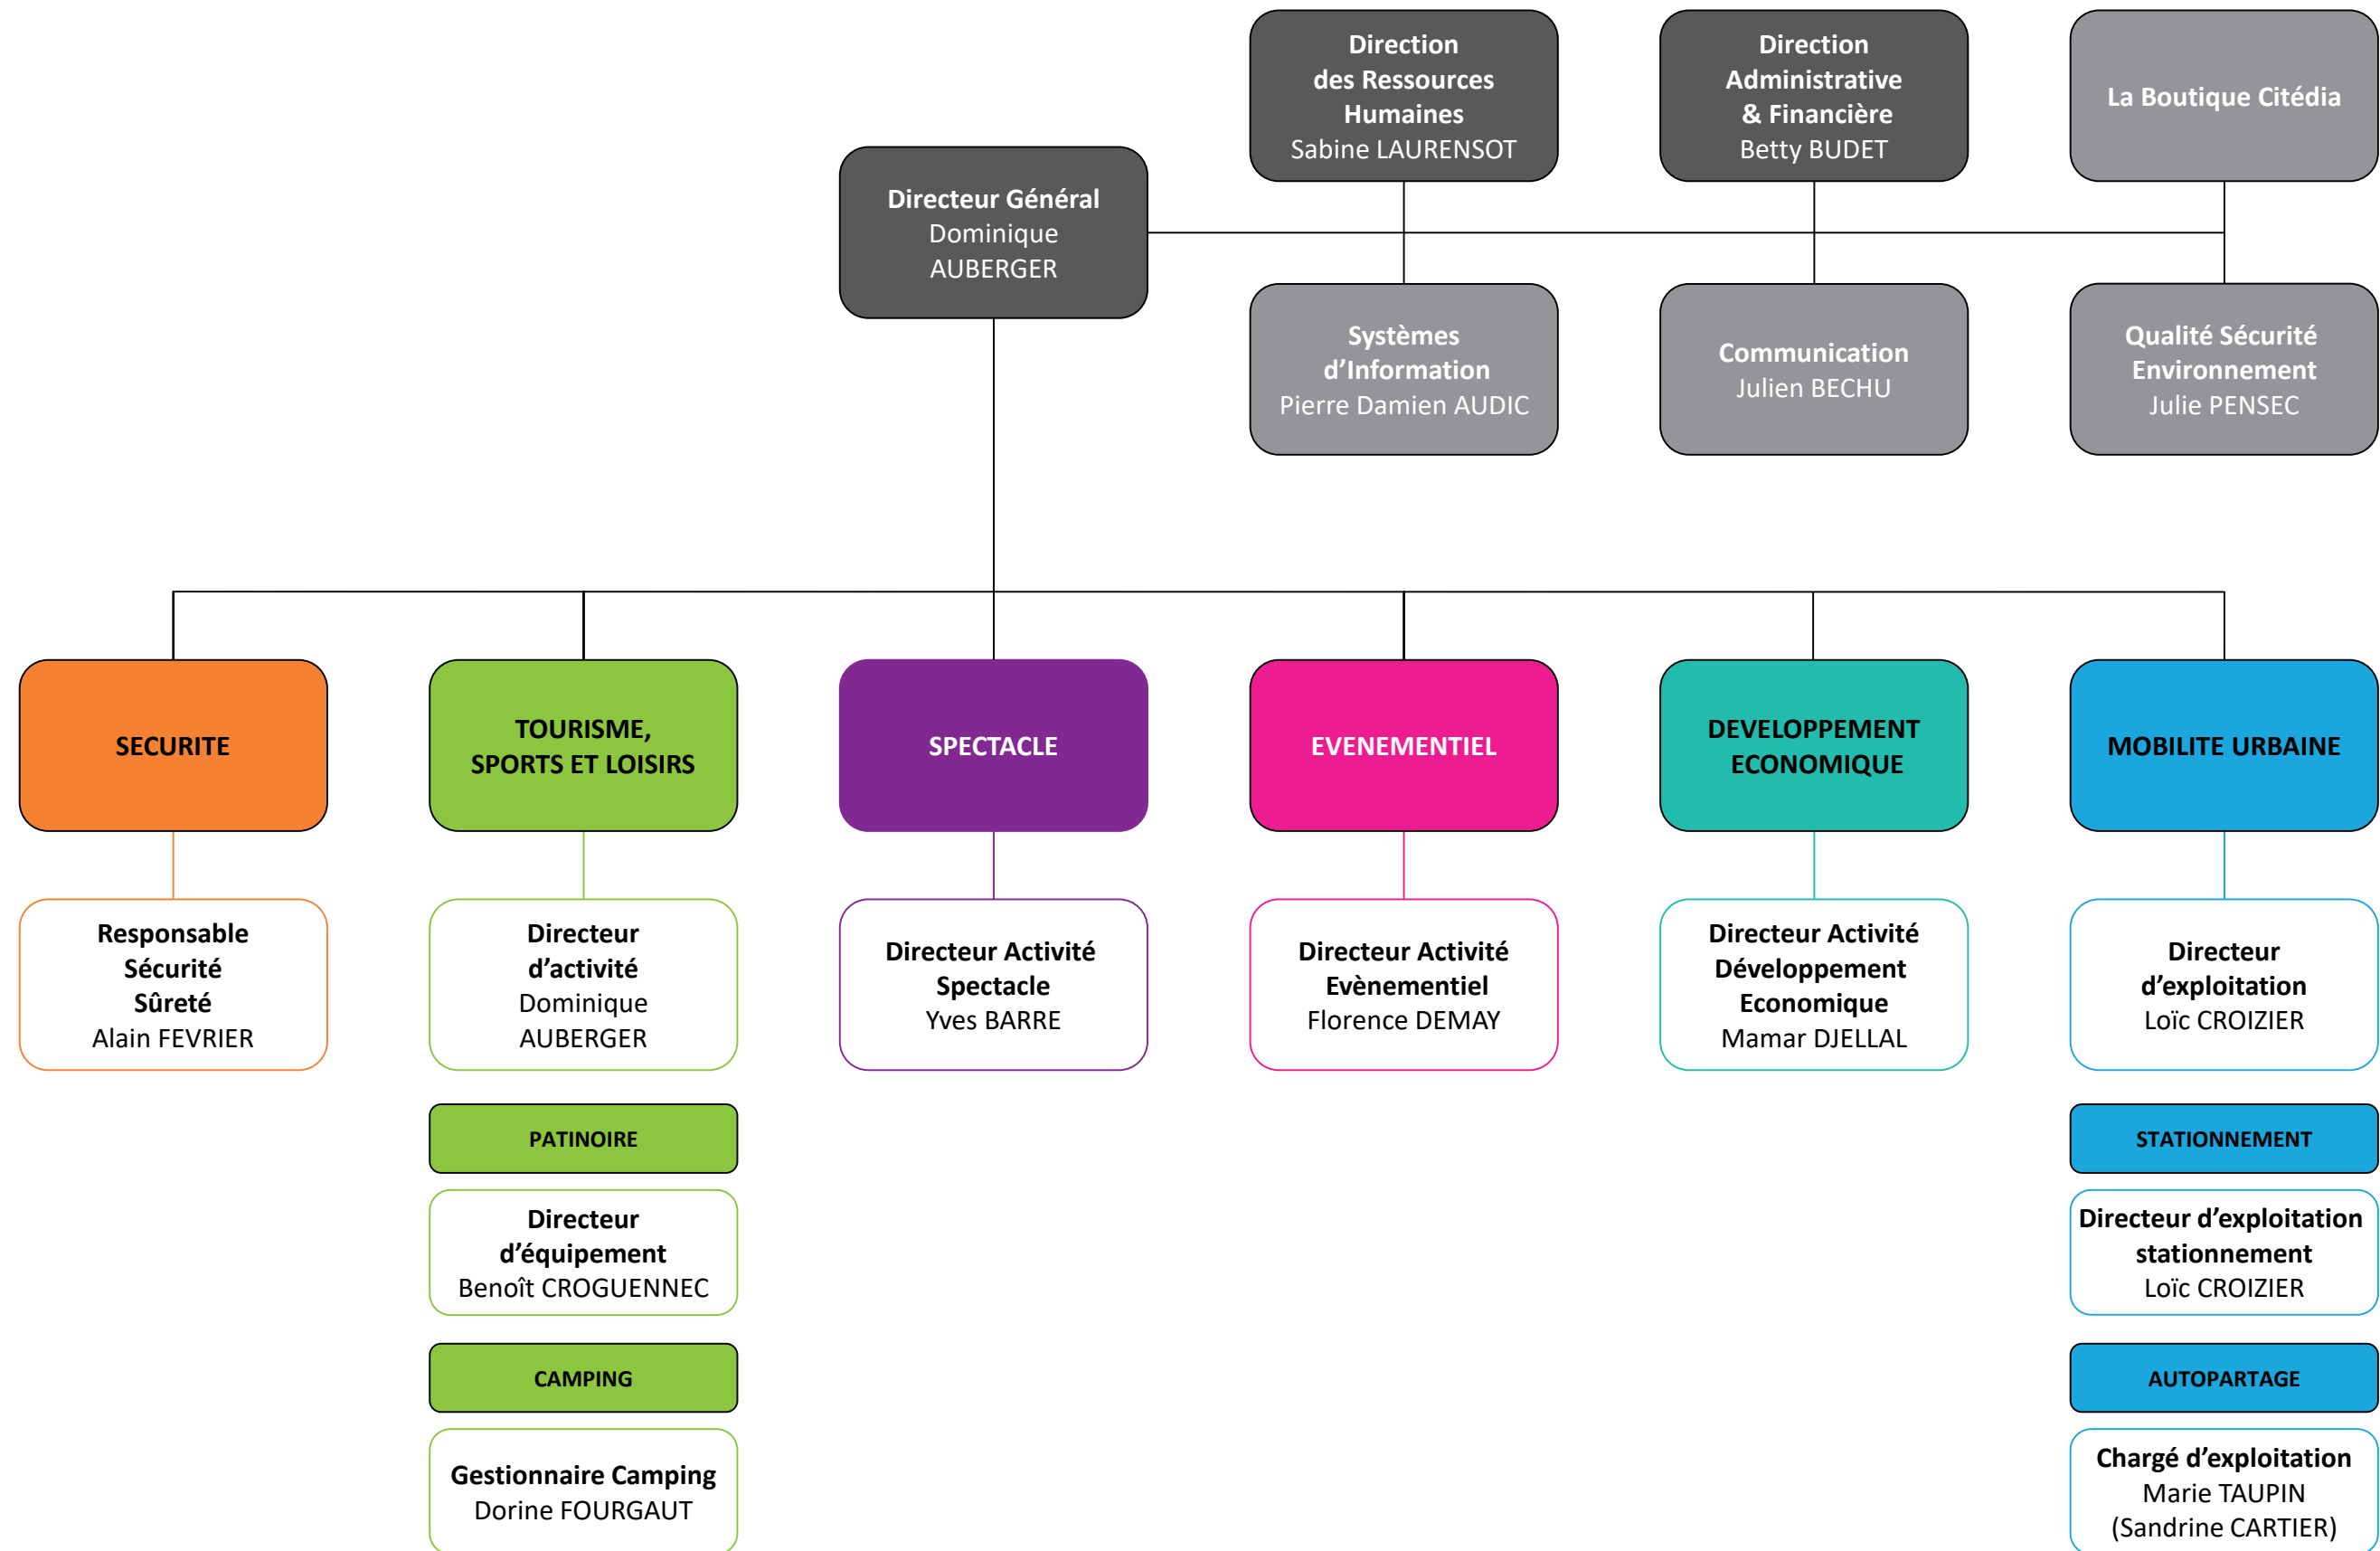 Direction
des Ressources
Humaines
Sabine LAURENSOT
Direction
Administrative
& Financière
Betty BUDET
La Boutique Citédia
Directeur Général
Dominique
AUBERGER
Systèmes
d’Information
Pierre Damien AUDIC
Communication
Julien BECHU
Qualité Sécurité
Environnement
Julie PENSEC
SECURITE
TOURISME,
SPORTS ET LOISIRS
SPECTACLE
EVENEMENTIEL
DEVELOPPEMENT
ECONOMIQUE
MOBILITE URBAINE
Responsable
Sécurité
Sûreté
Alain FEVRIER
Directeur
d’activité
Dominique
AUBERGER
Directeur Activité
Spectacle
Yves BARRE
Directeur Activité
Evènementiel
Florence DEMAY
Directeur Activité
Développement
Economique
Mamar DJELLAL
Directeur
d’exploitation
Loïc CROIZIER
PATINOIRE
STATIONNEMENT
Directeur
d’équipement
Benoît CROGUENNEC
Directeur d’exploitation
stationnement
Loïc CROIZIER
CAMPING
AUTOPARTAGE
Gestionnaire Camping
Dorine FOURGAUT
Chargé d’exploitation
Marie TAUPIN
(Sandrine CARTIER)